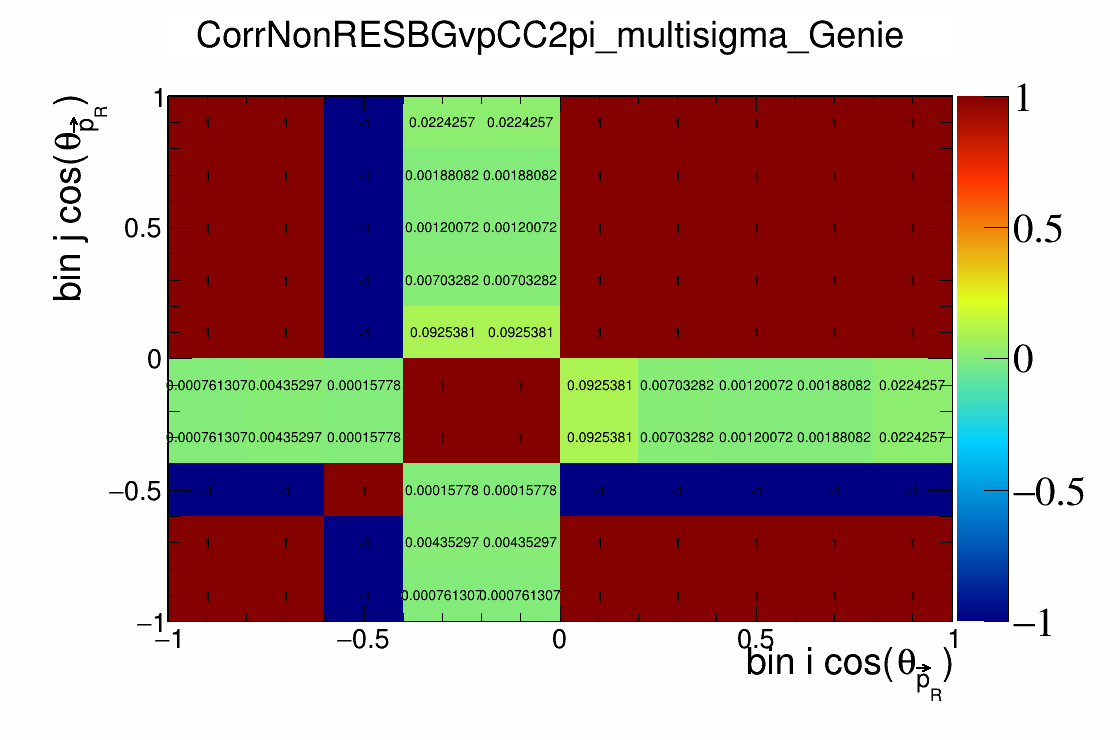 CorrNonRESBGvpCC2pi_multisigma_Genie
bin j cos(θ_p⃗_R)
1
0.5
0
−0.5
−1
1 1 -1 0.0224257 0.0224257 1 1 1 1 1
1 1 -1 0.00188082 0.00188082 1 1 1 1 1
1 1 -1 0.00120072 0.00120072 1 1 1 1 1
1 1 -1 0.00703282 0.00703282 1 1 1 1 1
1 1 -1 0.0925381 0.0925381 1 1 1 1 1
0.000761307 0.00435297 0.00015778 1 1 0.0925381 0.00703282 0.00120072 0.00188082 0.0224257
0.000761307 0.00435297 0.00015778 1 1 0.0925381 0.00703282 0.00120072 0.00188082 0.0224257
-1 -1 1 0.00015778 0.00015778 -1 -1 -1 -1 -1
1 1 -1 0.00435297 0.00435297 1 1 1 1 1
1 1 -1 0.000761307 0.000761307 1 1 1 1 1
−1 −0.5 0 0.5 1
bin i cos(θ_p⃗_R)
1
0.5
0
−0.5
−1